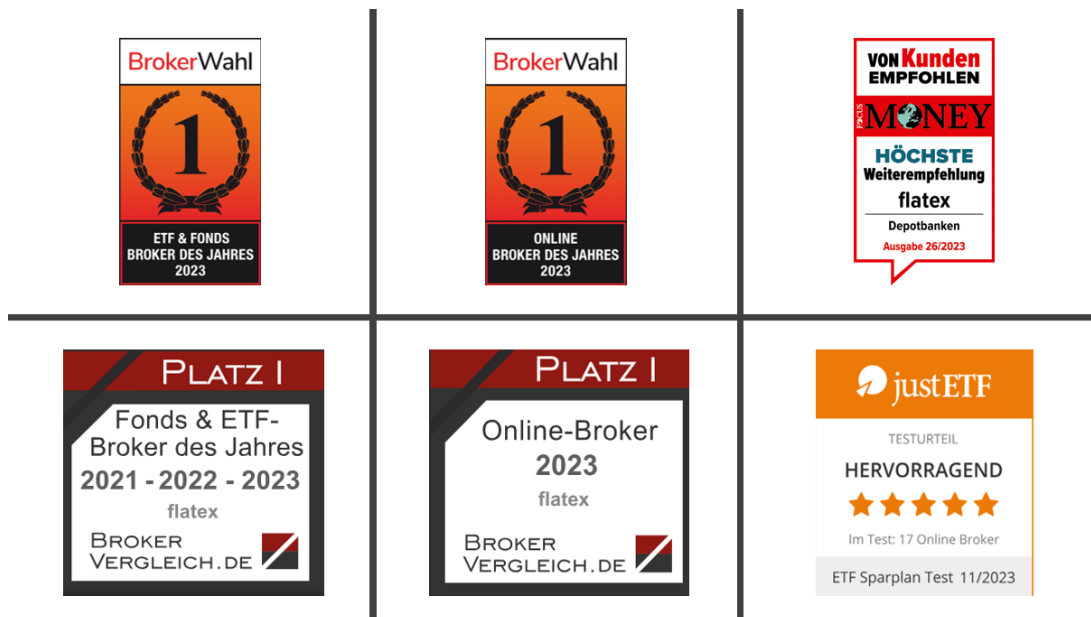 BrokerWahl
1
ETF & FONDS
BROKER DES JAHRES
2023
BrokerWahl
1
ONLINE
BROKER DES JAHRES
2023
VON Kunden
EMPFOHLEN
FOCUS MONEY
HÖCHSTE
Weiterempfehlung
flatex
Depotbanken
Ausgabe 26/2023
PLATZ I
Fonds & ETF-
Broker des Jahres
2021 - 2022 - 2023
flatex
BROKER
VERGLEICH.DE
PLATZ I
Online-Broker
2023
flatex
BROKER
VERGLEICH.DE
justETF
TESTURTEIL
HERVORRAGEND
Im Test: 17 Online Broker
ETF Sparplan Test 11/2023